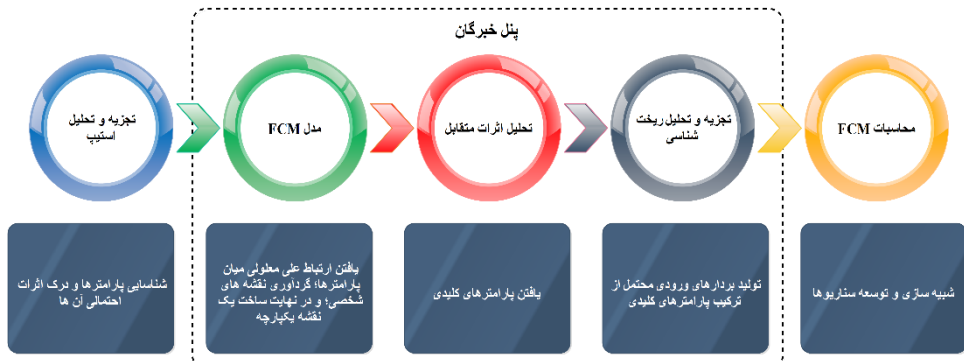 پنل خبرگان
تجزیه و تحلیل
استیپ
مدل FCM
تحلیل اثرات متقابل
تجزیه و تحلیل ریخت
شناسی
محاسبات FCM
شناسایی پارامترها و درک اثرات
احتمالی آن ها
یافتن ارتباط علی معلولی میان
پارامترها؛ گردآوری نقشه های
شخصی؛ و در نهایت ساخت یک
نقشه یکپارچه
یافتن پارامترهای کلیدی
تولید بردارهای ورودی محتمل از
ترکیب پارامترهای کلیدی
شبیه سازی و توسعه سناریوها